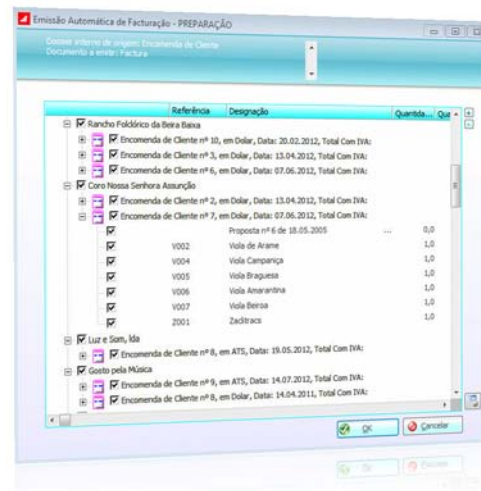 Emissão Automática de Facturação - PREPARAÇÃO
Dossier interno de origem: Encomenda de Cliente
Documento a emitir: Factura
Referência Designação Quantida... Qua
Rancho Folclórico da Beira Baixa
Encomenda de Cliente nº 10, em Dolar, Data: 20.02.2012, Total Com IVA:
Encomenda de Cliente nº 3, em Dolar, Data: 13.04.2012, Total Com IVA:
Encomenda de Cliente nº 6, em Dolar, Data: 07.06.2012, Total Com IVA:
Coro Nossa Senhora Assunção
Encomenda de Cliente nº 2, em Dolar, Data: 13.04.2012, Total Com IVA:
Encomenda de Cliente nº 7, em Dolar, Data: 07.06.2012, Total Com IVA:
Proposta nº 6 de 18.05.2005 ... 0,0
V002 Viola de Arame 1,0
V004 Viola Campaniça 1,0
V005 Viola Braguesa 1,0
V006 Viola Amarantina 1,0
V007 Viola Beiroa 1,0
Z001 Zaclitracs 1,0
Luz e Som, lda
Encomenda de Cliente nº 8, em ATS, Data: 19.05.2012, Total Com IVA:
Gosto pela Música
Encomenda de Cliente nº 9, em ATS, Data: 14.07.2012, Total Com IVA:
Encomenda de Cliente nº 8, em Dolar, Data: 14.04.2011, Total Com IVA:
OK Cancelar